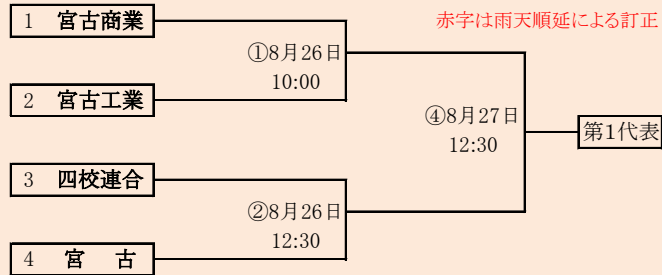 赤字は雨天順延による訂正
1 宮古商業
①8月26日
10:00
2 宮古工業
④8月27日
12:30
第1代表
3 四校連合
②8月26日
12:30
4 宮 古